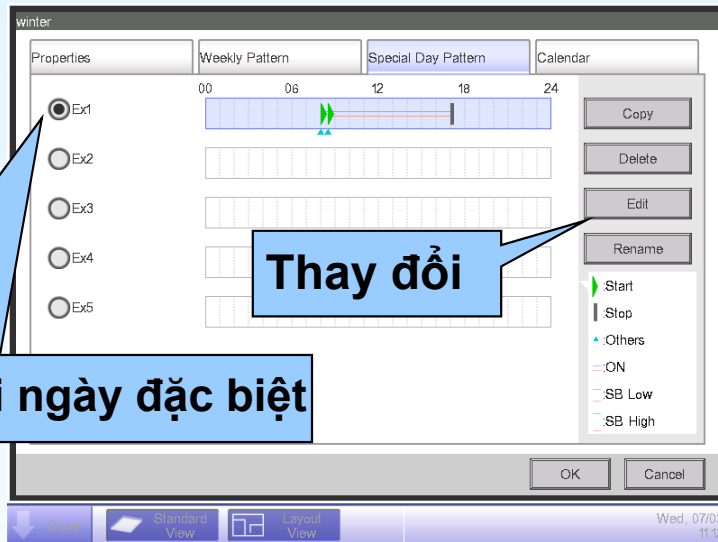 winter
Properties
Weekly Pattern
Special Day Pattern
Calendar
00 06 12 18 24
Ex1
Copy
Ex2
Delete
Ex3
Edit
Thay đổi
Ex4
Rename
:Start
Ex5
:Stop
:Others
:ON
ngày đặc biệt
:SB Low
:SB High
OK
Cancel
Standard
View
Layout
View
Wed, 07/0